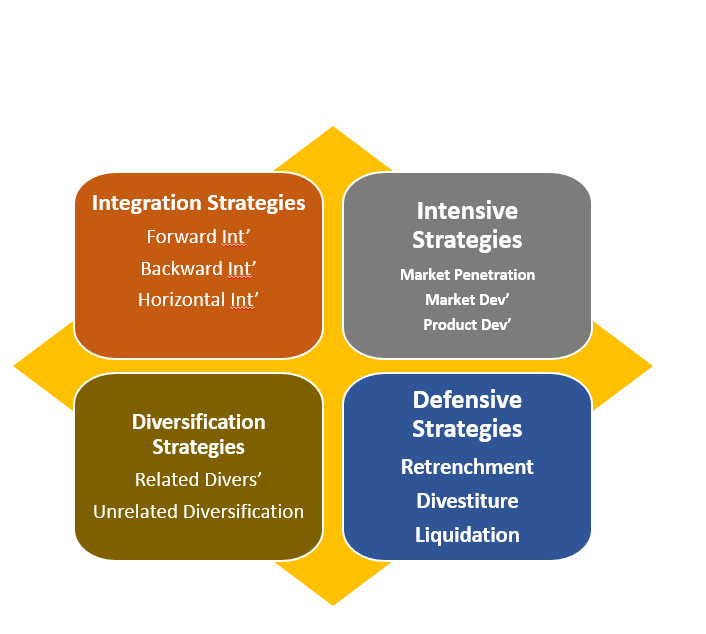 Integration Strategies
Forward Int’
Backward Int’
Horizontal Int’
Intensive
Strategies
Market Penetration
Market Dev’
Product Dev’
Diversification
Strategies
Related Divers’
Unrelated Diversification
Defensive
Strategies
Retrenchment
Divestiture
Liquidation